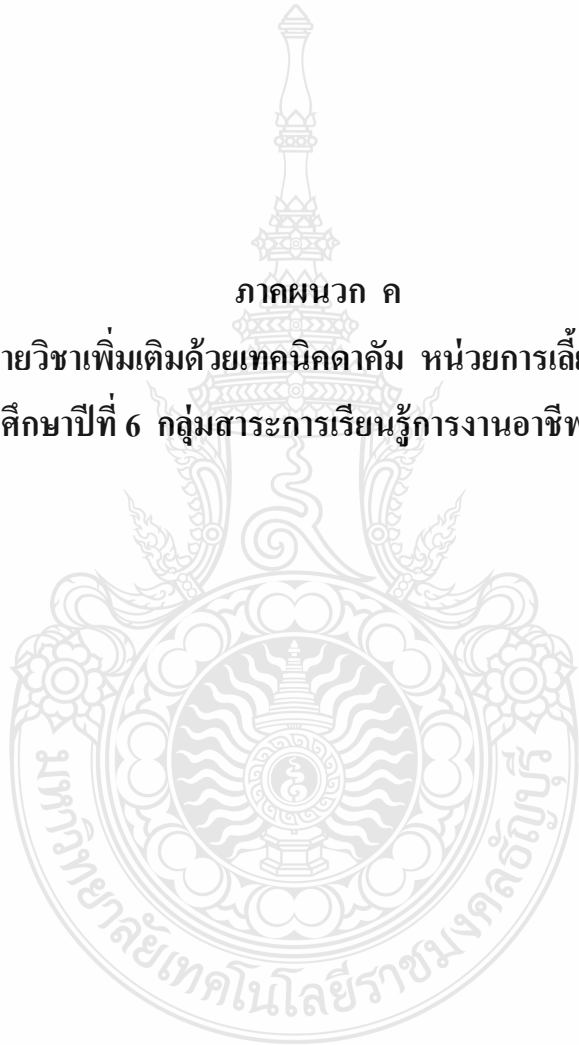 ภาคผนวก ค
ายวิชาเพิ่มเติมด้วยเทคนิคดาคัม หน่วยการเลี้ย
ศึกษาปีที่ 6 กลุ่มสาระการเรียนรู้การงานอาชีพ
มหาวิทยาลัยเทคโนโลยีราชมงคลธัญบุรี